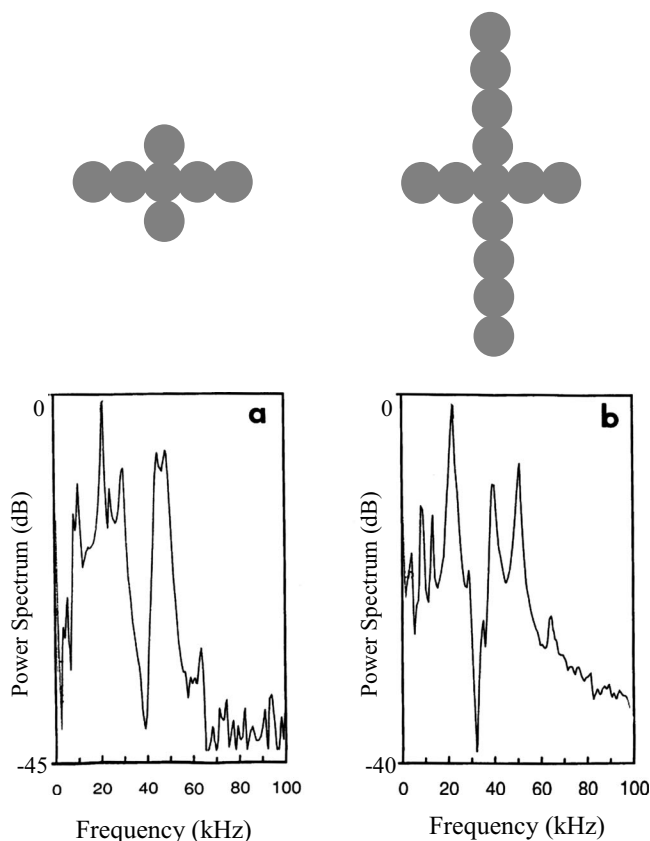 0
a
Power Spectrum (dB)
-45
0 20 40 60 80 100
Frequency (kHz)
0
b
Power Spectrum (dB)
-40
0 20 40 60 80 100
Frequency (kHz)